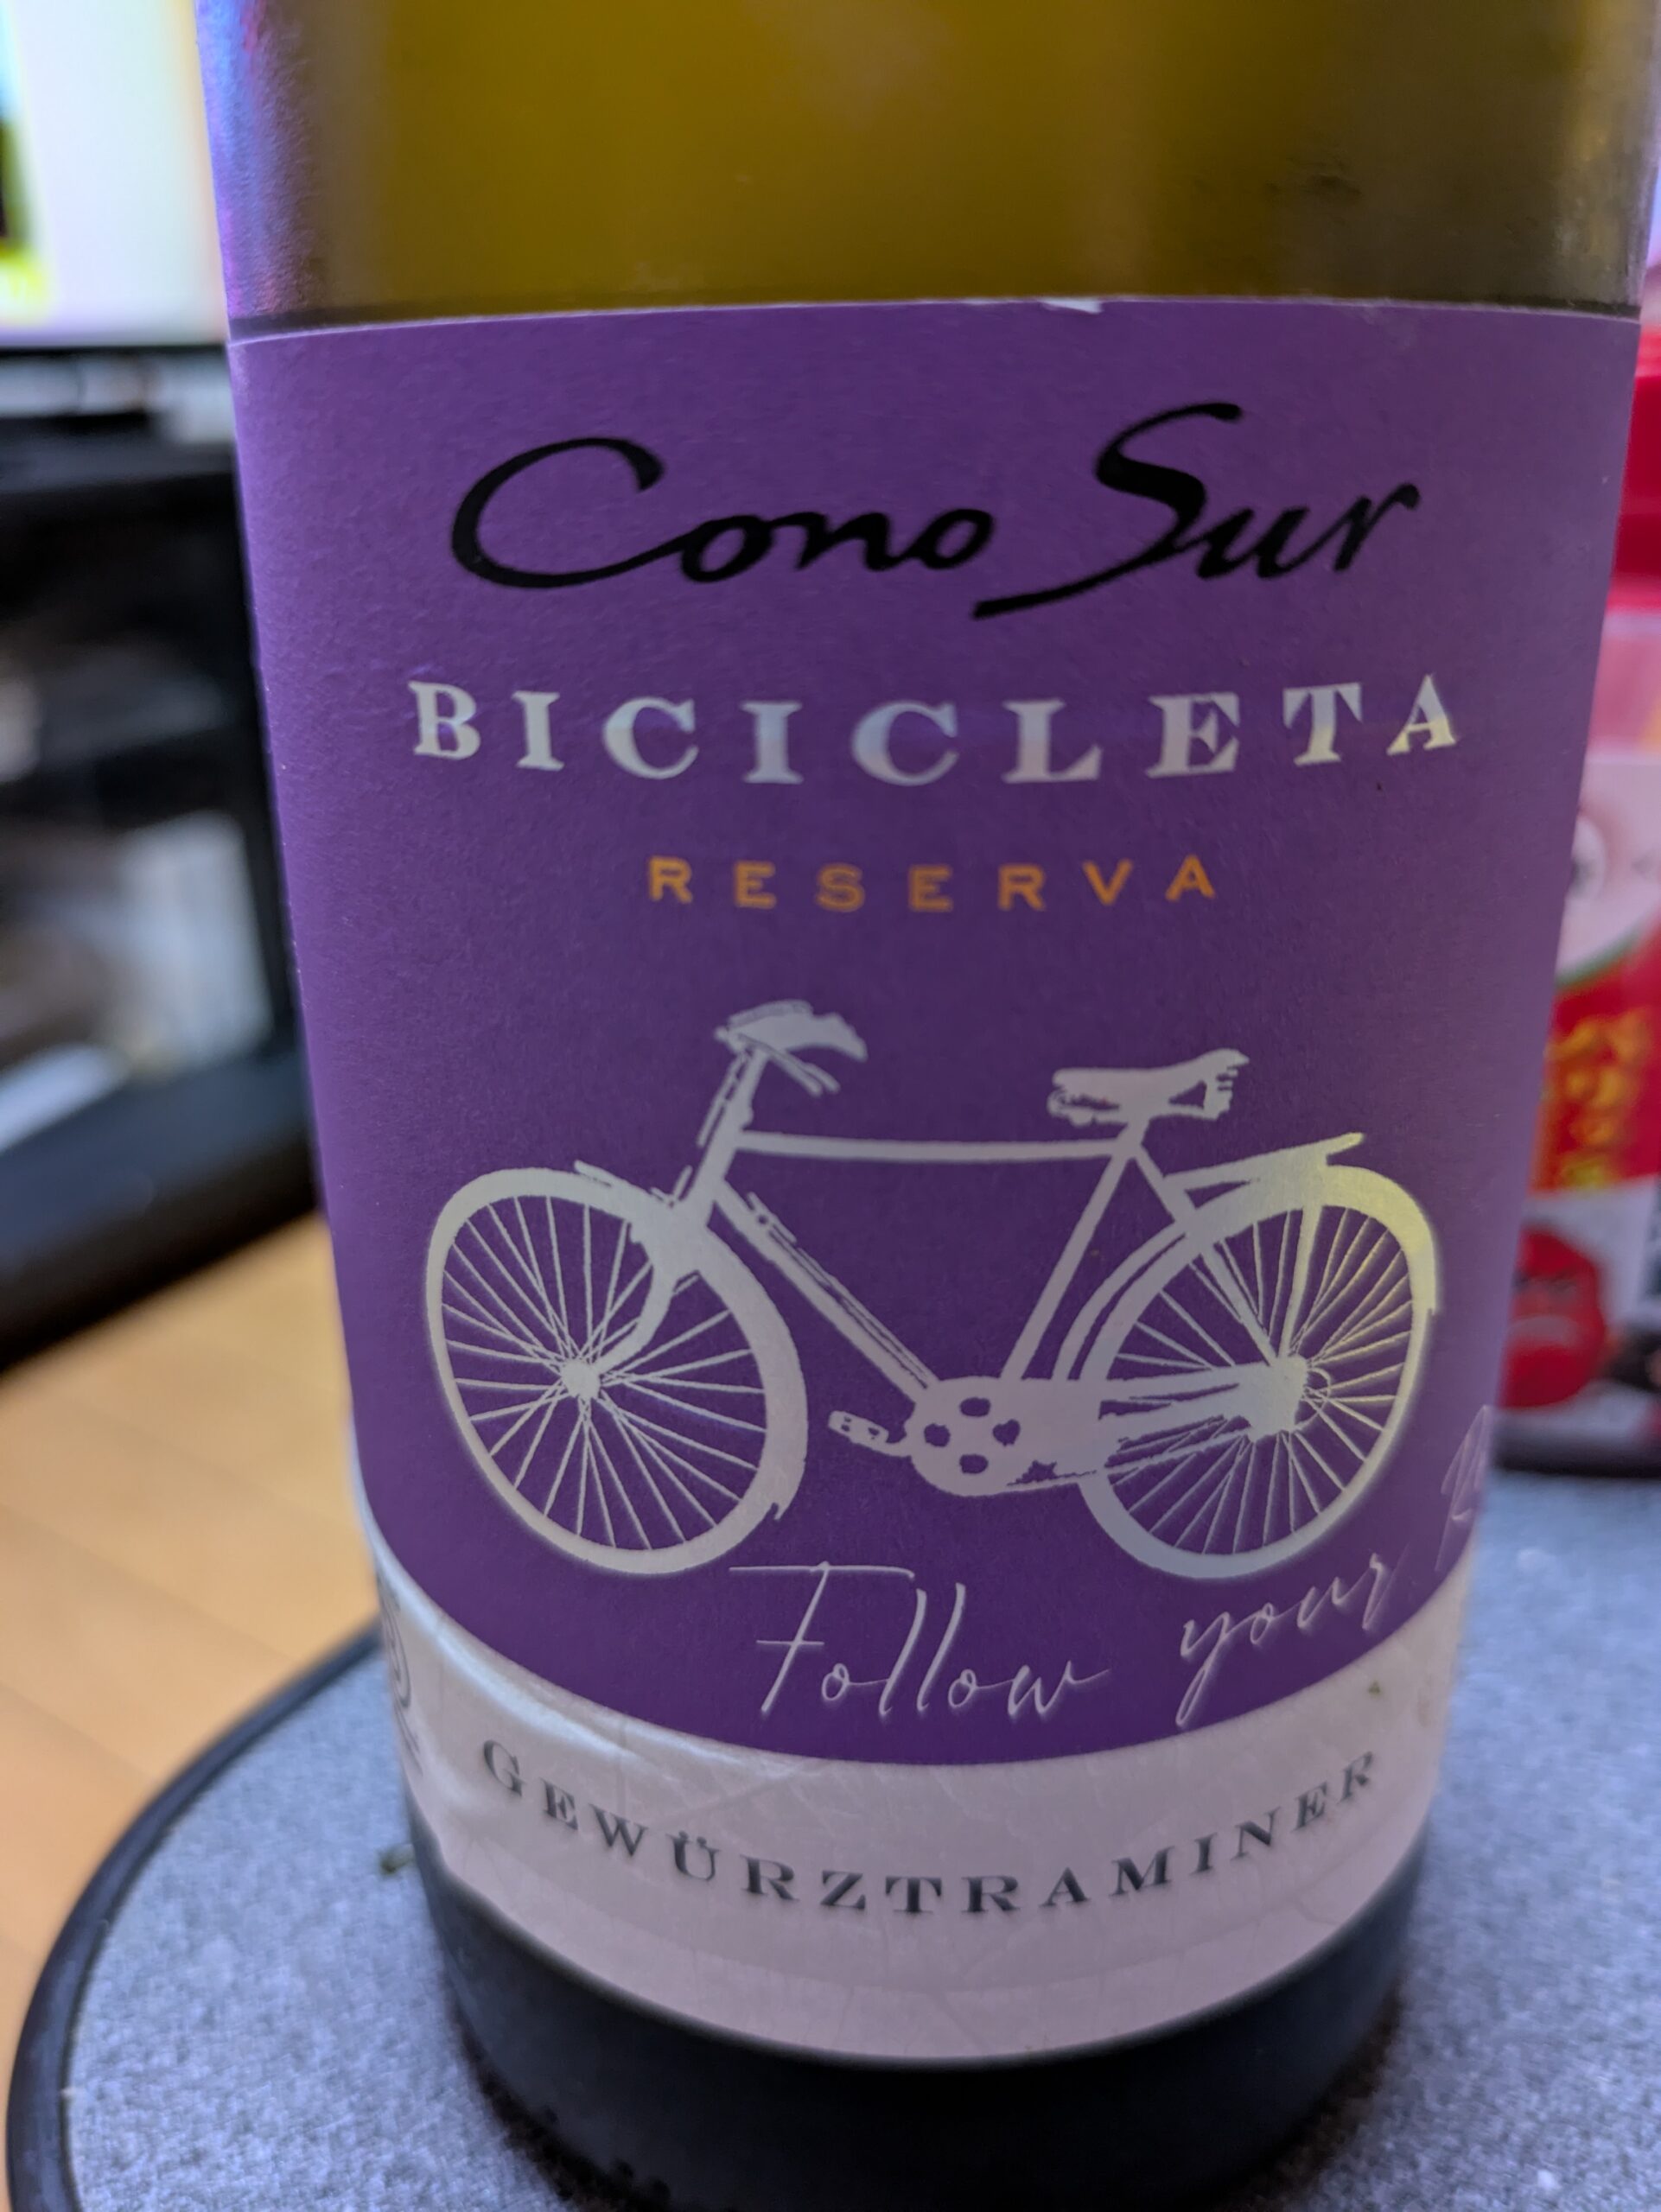 Cono Sur
BICICLETA
RESERVA
Follow your
GEWÜRZTRAMINER